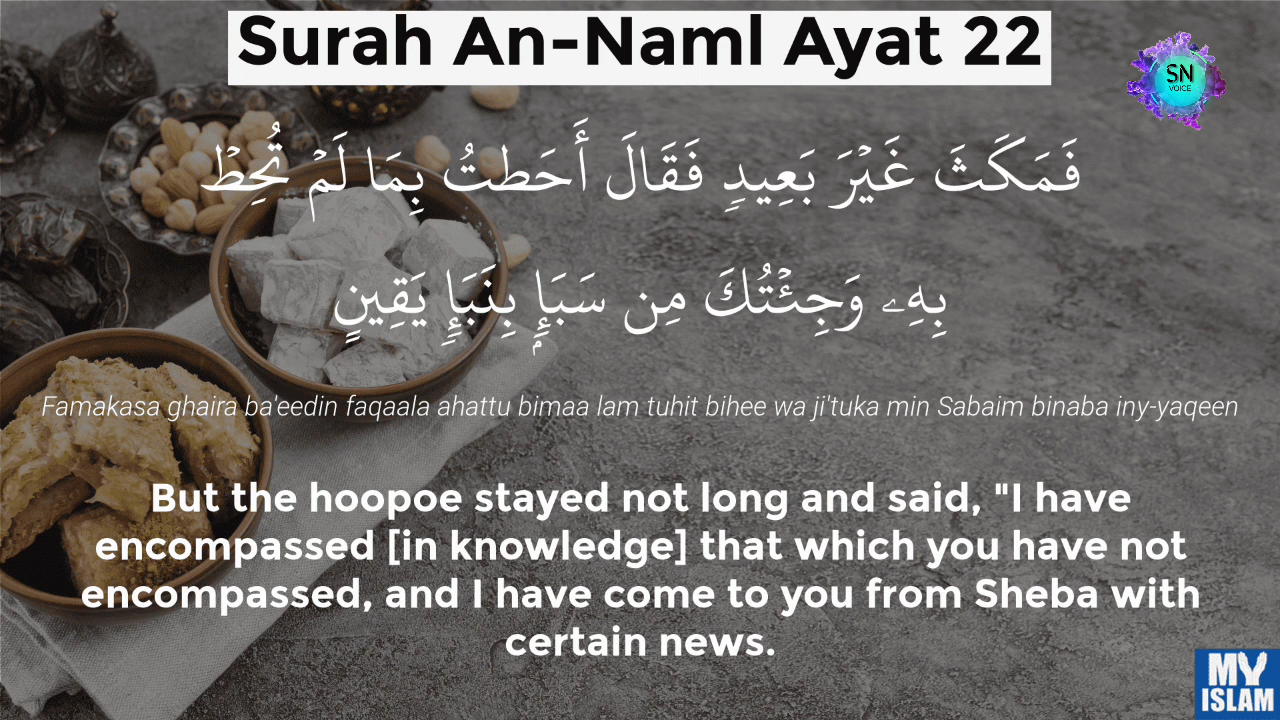 Surah An-Naml Ayat 22
SN
VOICE
فَمَكَثَ غَيْرَ بَعِيدٍ فَقَالَ أَحَطتُ بِمَا لَمْ تُحِطْ
بِهِۦ وَجِئْتُكَ مِن سَبَإٍۭ بِنَبَإٍ يَقِينٍ
Famakasa ghaira ba'eedin faqaala ahattu bimaa lam tuhit bihee wa ji'tuka min Sabaim binaba iny-yaqeen
But the hoopoe stayed not long and said, "I have
encompassed [in knowledge] that which you have not
encompassed, and I have come to you from Sheba with
certain news.
MY
ISLAM